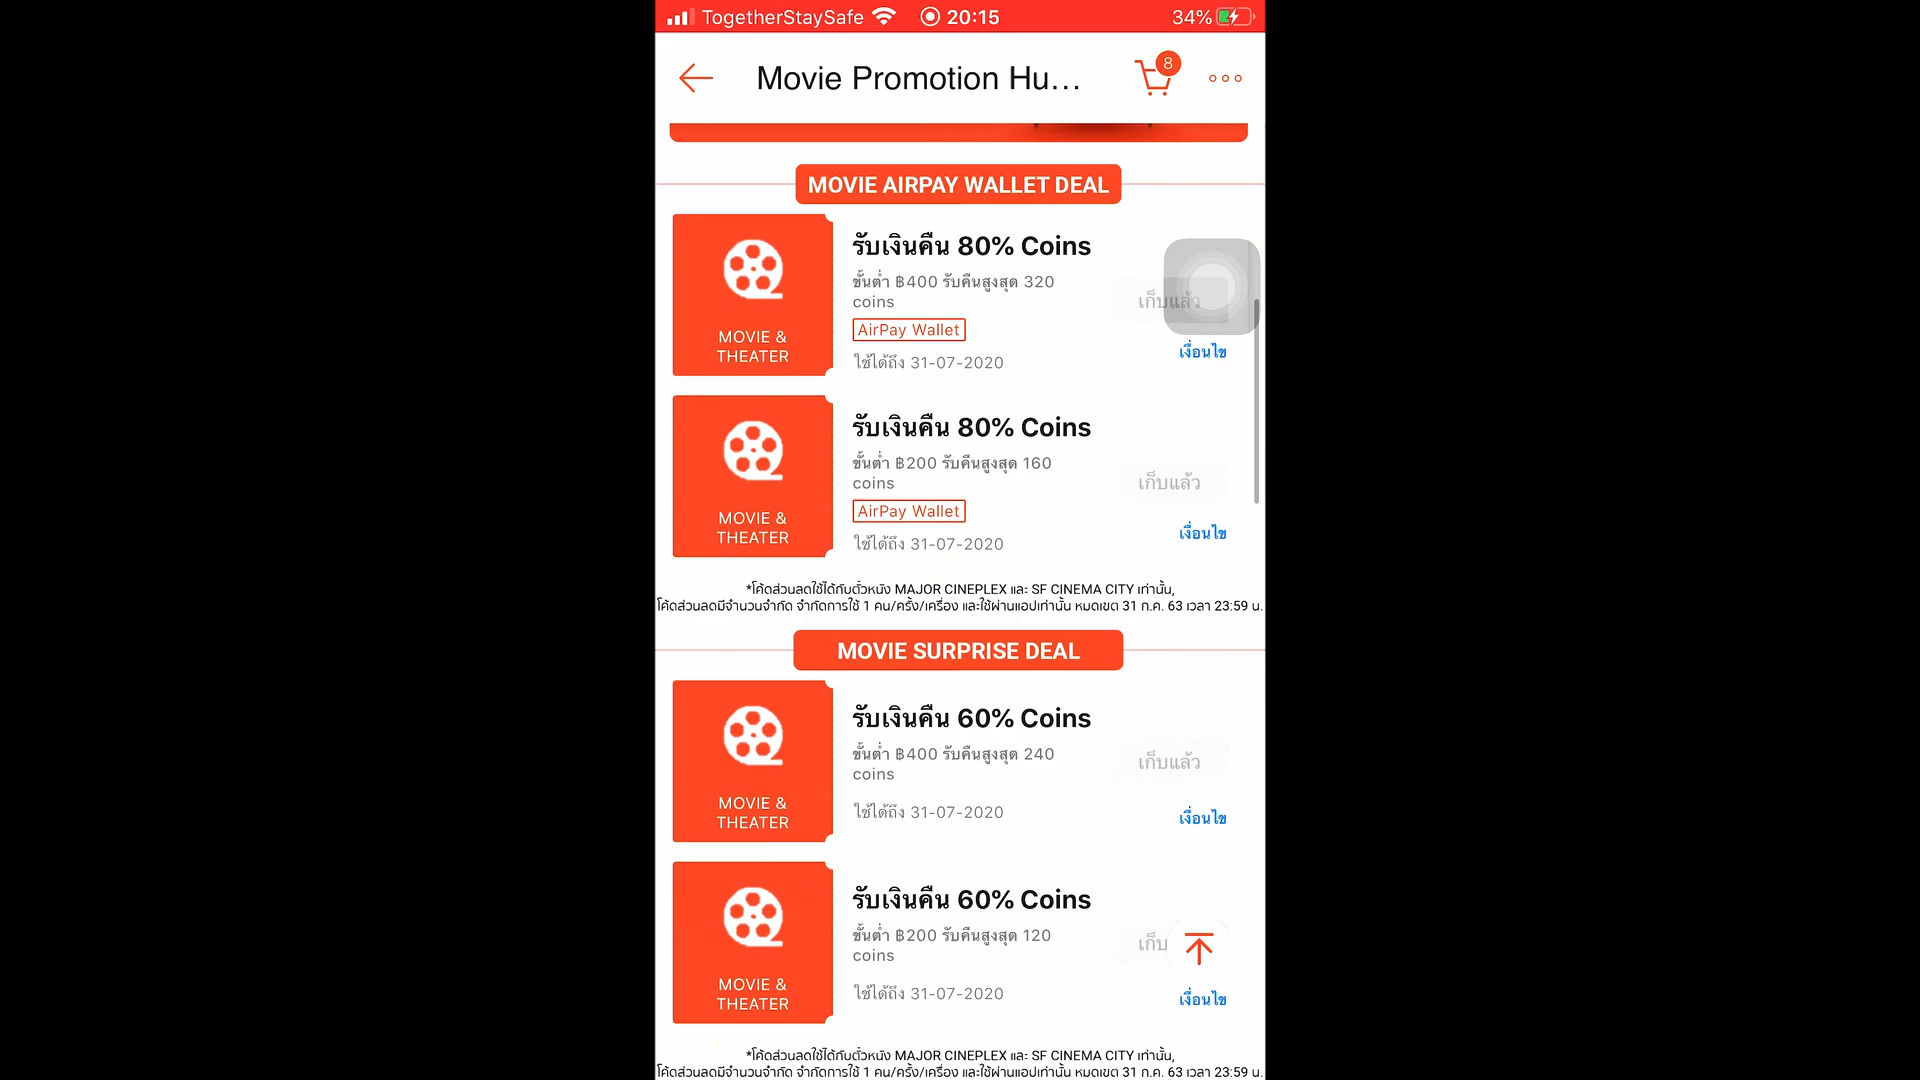 TogetherStaySafe 20:15 34%
Movie Promotion Hu... 8
MOVIE AIRPAY WALLET DEAL
รับเงินคืน 80% Coins
ขั้นต่ำ ฿400 รับคืนสูงสุด 320
coins
เก็บแล้ว
AirPay Wallet
MOVIE &
THEATER
เงื่อนไข
ใช้ได้ถึง 31-07-2020
รับเงินคืน 80% Coins
ขั้นต่ำ ฿200 รับคืนสูงสุด 160
coins
เก็บแล้ว
AirPay Wallet
MOVIE &
THEATER
เงื่อนไข
ใช้ได้ถึง 31-07-2020
*โค้ดส่วนลดใช้ได้กับตั๋วหนัง MAJOR CINEPLEX และ SF CINEMA CITY เท่านั้น,
โค้ดส่วนลดมีจำนวนจำกัด จำกัดการใช้ 1 คน/ครั้ง/เครื่อง และใช้ผ่านแอปเท่านั้น หมดเขต 31 ก.ค. 63 เวลา 23:59 น.
MOVIE SURPRISE DEAL
รับเงินคืน 60% Coins
ขั้นต่ำ ฿400 รับคืนสูงสุด 240
coins
เก็บแล้ว
MOVIE &
THEATER
ใช้ได้ถึง 31-07-2020
เงื่อนไข
รับเงินคืน 60% Coins
ขั้นต่ำ ฿200 รับคืนสูงสุด 120
coins
เก็บ
MOVIE &
THEATER
ใช้ได้ถึง 31-07-2020
เงื่อนไข
*โค้ดส่วนลดใช้ได้กับตั๋วหนัง MAJOR CINEPLEX และ SF CINEMA CITY เท่านั้น,
โค้ดส่วนลดมีจำนวนจำกัด จำกัดการใช้ 1 คน/ครั้ง/เครื่อง และใช้ผ่านแอปเท่านั้น หมดเขต 31 ก.ค. 63 เวลา 23:59 น.